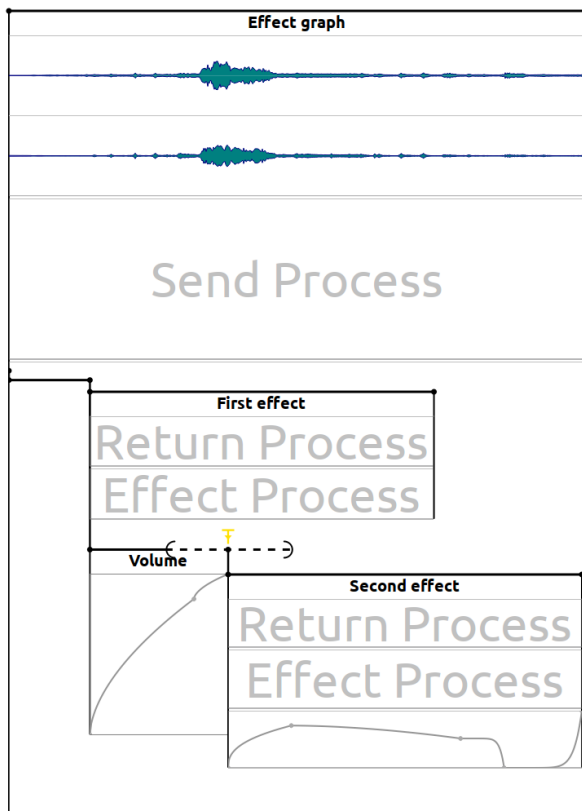 Effect graph
Send Process
First effect
Return Process
Effect Process
Volume
Second effect
Return Process
Effect Process